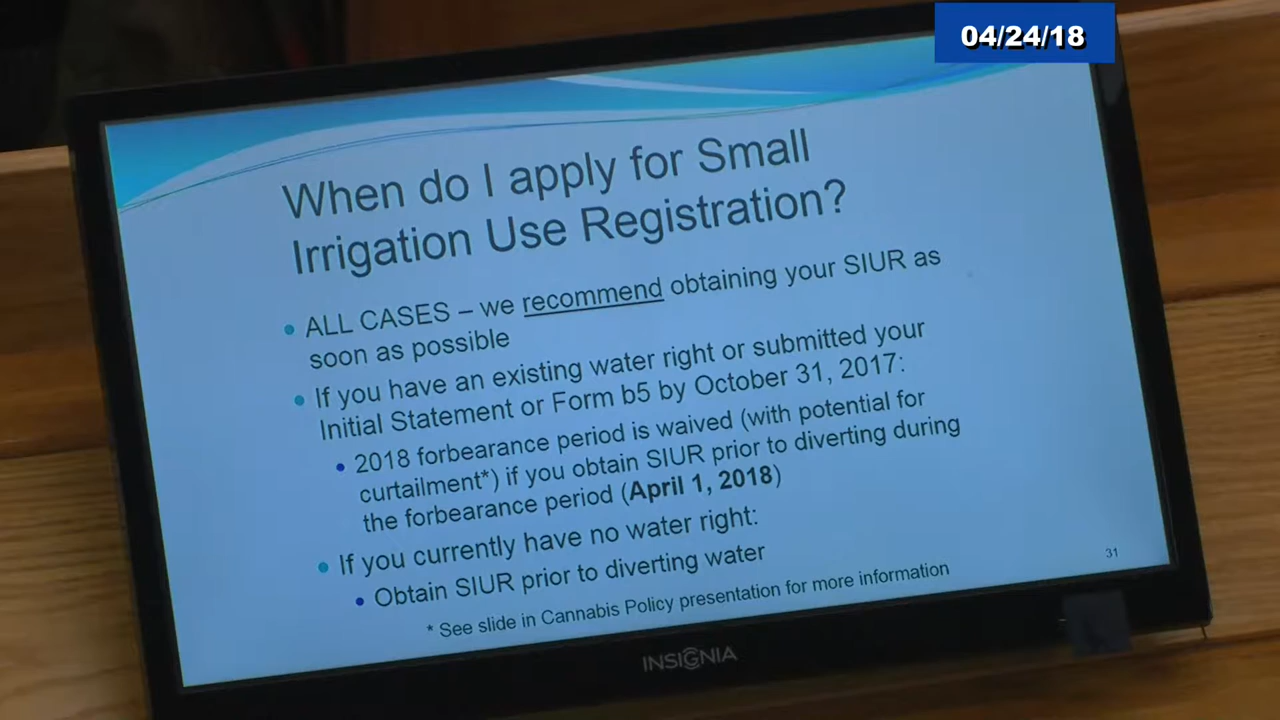 04/24/18
When do I apply for Small
Irrigation Use Registration?
• ALL CASES – we recommend obtaining your SIUR as
soon as possible
• If you have an existing water right or submitted your
Initial Statement or Form b5 by October 31, 2017:
• 2018 forbearance period is waived (with potential for
curtailment*) if you obtain SIUR prior to diverting during
the forbearance period (April 1, 2018)
• If you currently have no water right:
• Obtain SIUR prior to diverting water
* See slide in Cannabis Policy presentation for more information
31
INSIGNIA